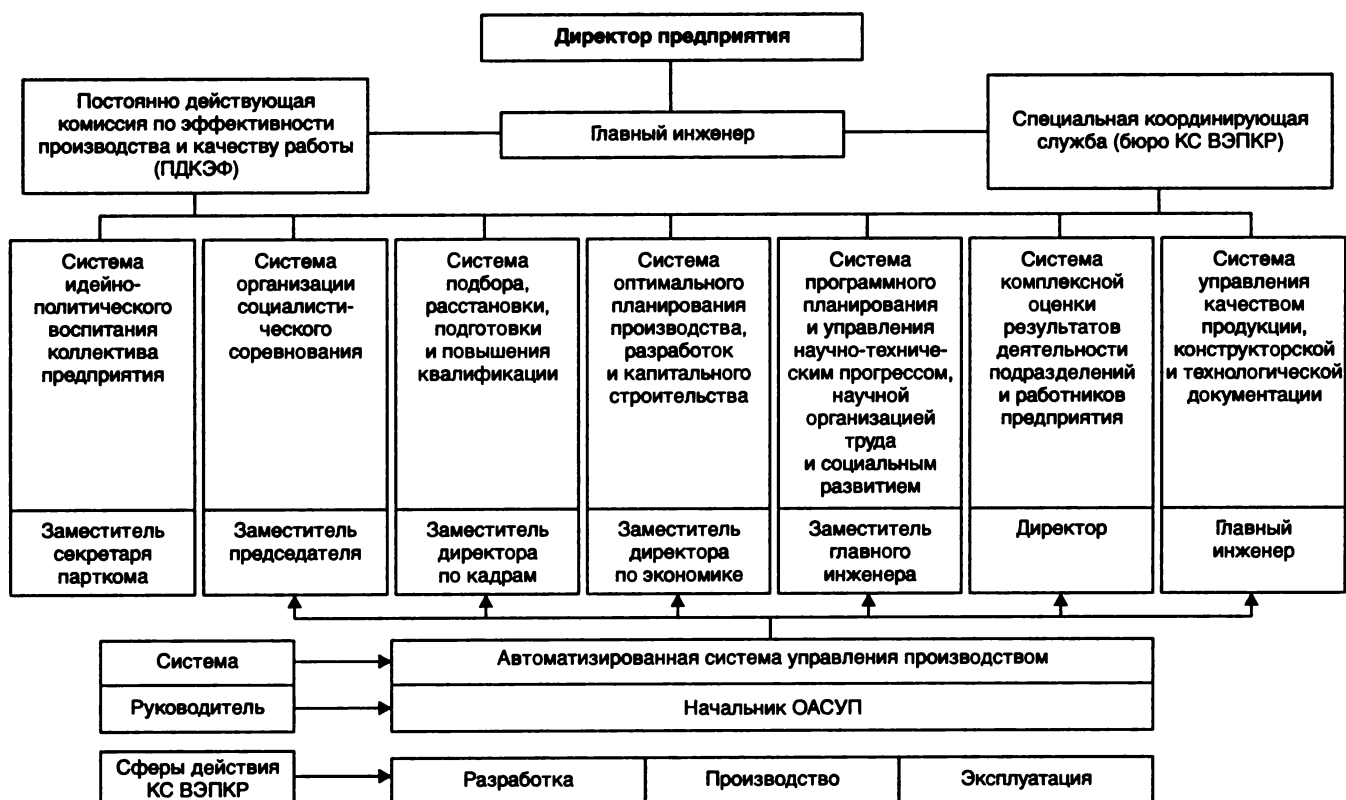 Директор предприятия
Постоянно действующая
комиссия по эффективности
производства и качеству работы
(ПДКЭФ)
Главный инженер
Специальная координирующая
служба (бюро КС ВЭПКР)
Система
идейно-
политического
воспитания
коллектива
предприятия
Заместитель
секретаря
парткома
Система
организации
социалисти-
ческого
соревнования
Заместитель
председателя
Система
подбора,
расстановки,
подготовки
и повышения
квалификации
Заместитель
директора
по кадрам
Система
оптимального
планирования
производства,
разработок
и капитального
строительства
Заместитель
директора
по экономике
Система
программного
планирования
и управления
научно-техниче-
ским прогрессом,
научной
организацией
труда
и социальным
развитием
Заместитель
главного
инженера
Система
комплексной
оценки
результатов
деятельности
подразделений
и работников
предприятия
Директор
Система
управления
качеством
продукции,
конструкторской
и технологической
документации
Главный
инженер
Система
Автоматизированная система управления производством
Руководитель
Начальник ОАСУП
Сферы действия
КС ВЭПКР
Разработка
Производство
Эксплуатация